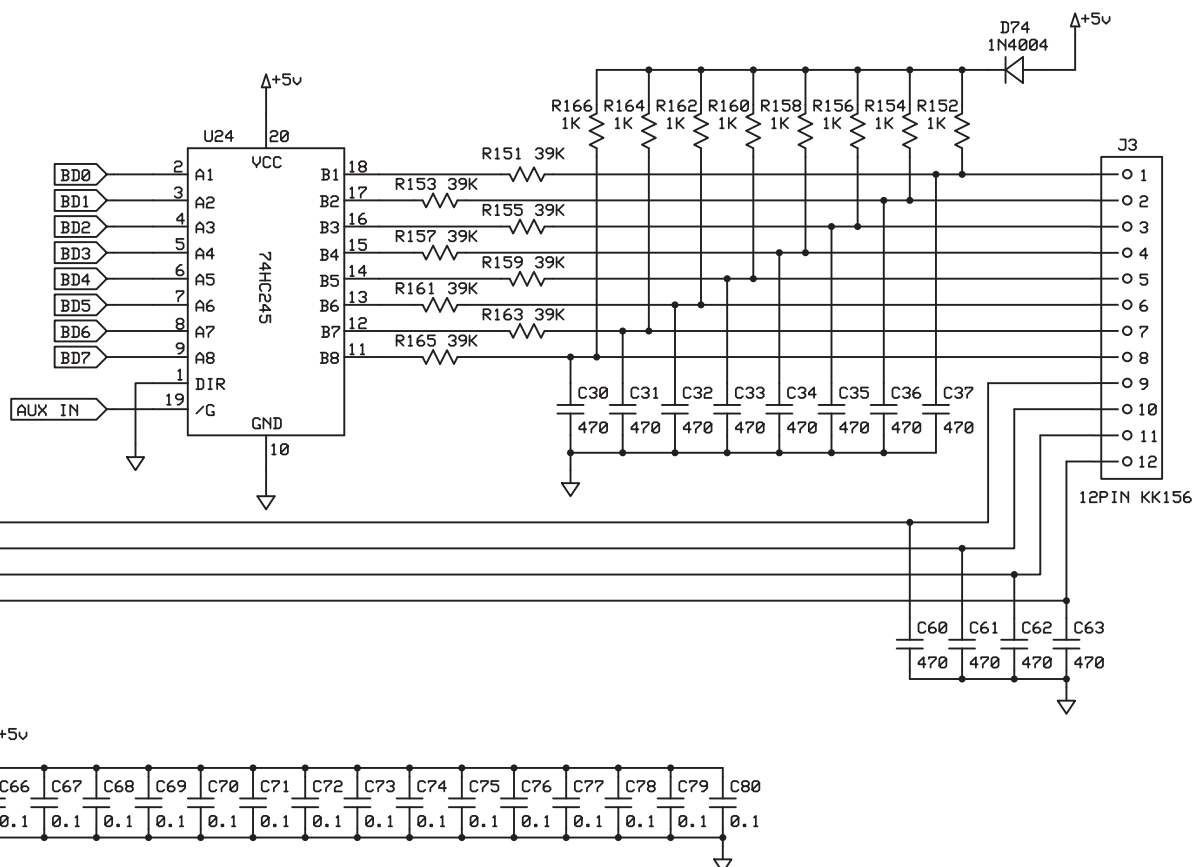 D74
1N4004
+5v
+5v
R166 R164 R162 R160 R158 R156 R154 R152
1K 1K 1K 1K 1K 1K 1K 1K
U24
20
VCC
J3
BD0 2 A1 B1 18 R151 39K 1
BD1 3 A2 B2 17 R153 39K 2
BD2 4 A3 B3 16 R155 39K 3
BD3 5 A4 B4 15 R157 39K 4
BD4 6 A5 B5 14 R159 39K 5
BD5 7 A6 B6 13 R161 39K 6
BD6 8 A7 B7 12 R163 39K 7
BD7 9 A8 B8 11 R165 39K 8
74HC245
1 DIR 9
AUX IN 19 /G 10
GND 11
10 12
C30 C31 C32 C33 C34 C35 C36 C37
470 470 470 470 470 470 470 470
12PIN KK156
C60 C61 C62 C63
470 470 470 470
+5v
C66 C67 C68 C69 C70 C71 C72 C73 C74 C75 C76 C77 C78 C79 C80
0.1 0.1 0.1 0.1 0.1 0.1 0.1 0.1 0.1 0.1 0.1 0.1 0.1 0.1 0.1